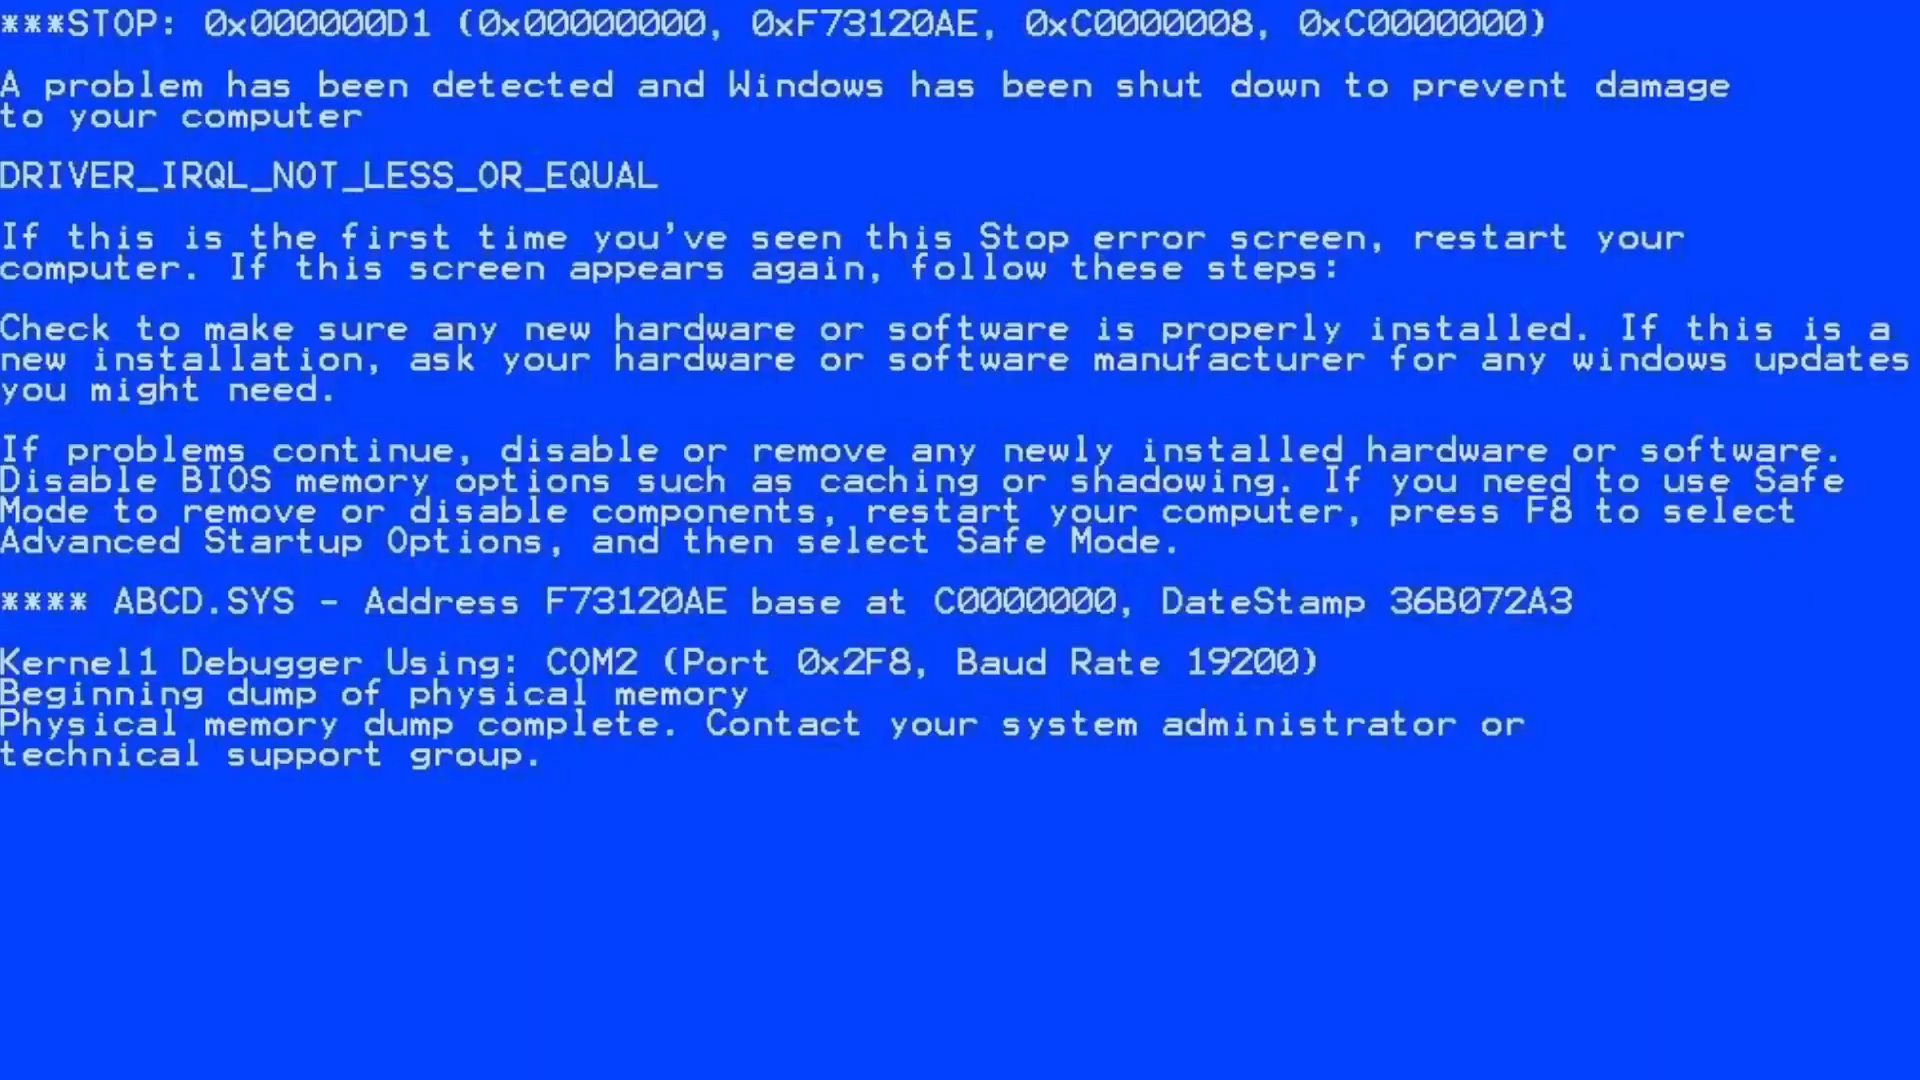 ***STOP: 0x000000D1 (0x00000000, 0xF73120AE, 0xC0000008, 0xC0000000)
A problem has been detected and Windows has been shut down to prevent damage
to your computer
DRIVER_IRQL_NOT_LESS_OR_EQUAL
If this is the first time you've seen this Stop error screen, restart your
computer. If this screen appears again, follow these steps:
Check to make sure any new hardware or software is properly installed. If this is a
new installation, ask your hardware or software manufacturer for any windows updates
you might need.
If problems continue, disable or remove any newly installed hardware or software.
Disable BIOS memory options such as caching or shadowing. If you need to use Safe
Mode to remove or disable components, restart your computer, press F8 to select
Advanced Startup Options, and then select Safe Mode.
**** ABCD.SYS - Address F73120AE base at C0000000, DateStamp 36B072A3
Kernel1 Debugger Using: COM2 (Port 0x2F8, Baud Rate 19200)
Beginning dump of physical memory
Physical memory dump complete. Contact your system administrator or
technical support group.